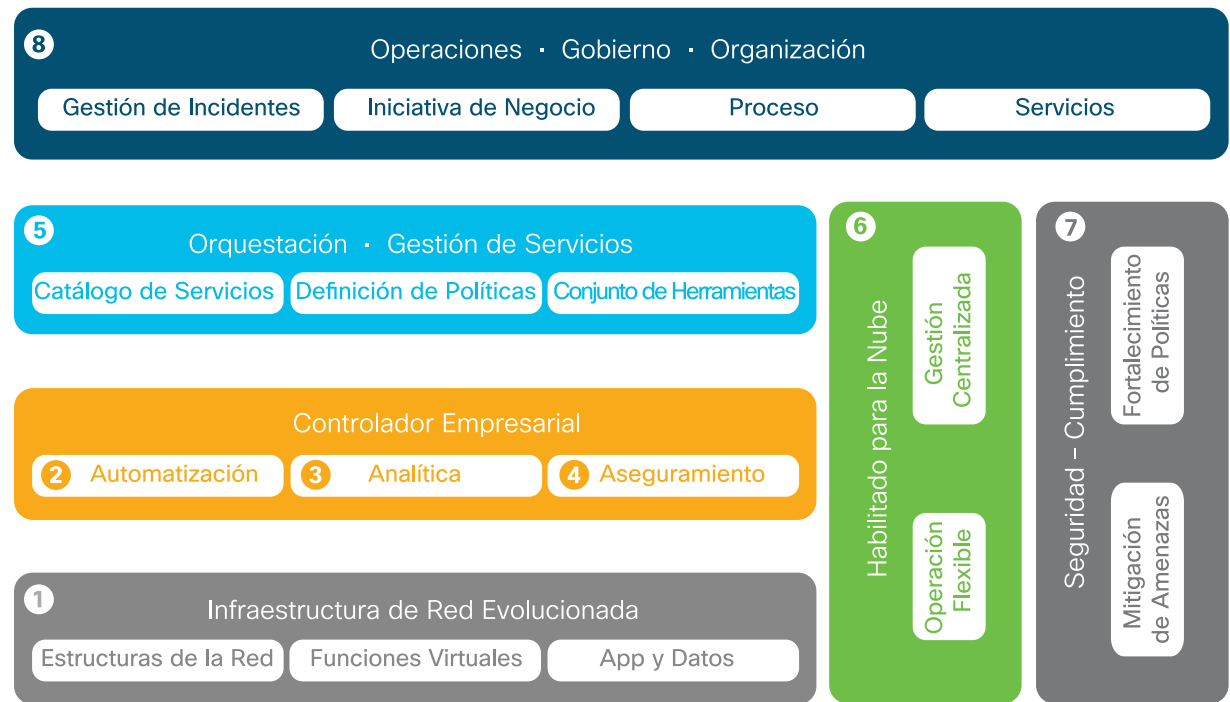 8
Operaciones · Gobierno · Organización
Gestión de Incidentes
Iniciativa de Negocio
Proceso
Servicios
5
Orquestación · Gestión de Servicios
Catálogo de Servicios
Definición de Políticas
Conjunto de Herramientas
Controlador Empresarial
2 Automatización
3 Analítica
4 Aseguramiento
1
Infraestructura de Red Evolucionada
Estructuras de la Red
Funciones Virtuales
App y Datos
6
Habilitado para la Nube
Gestión
Centralizada
Operación
Flexible
7
Seguridad - Cumplimiento
Fortalecimiento
de Políticas
Mitigación
de Amenazas